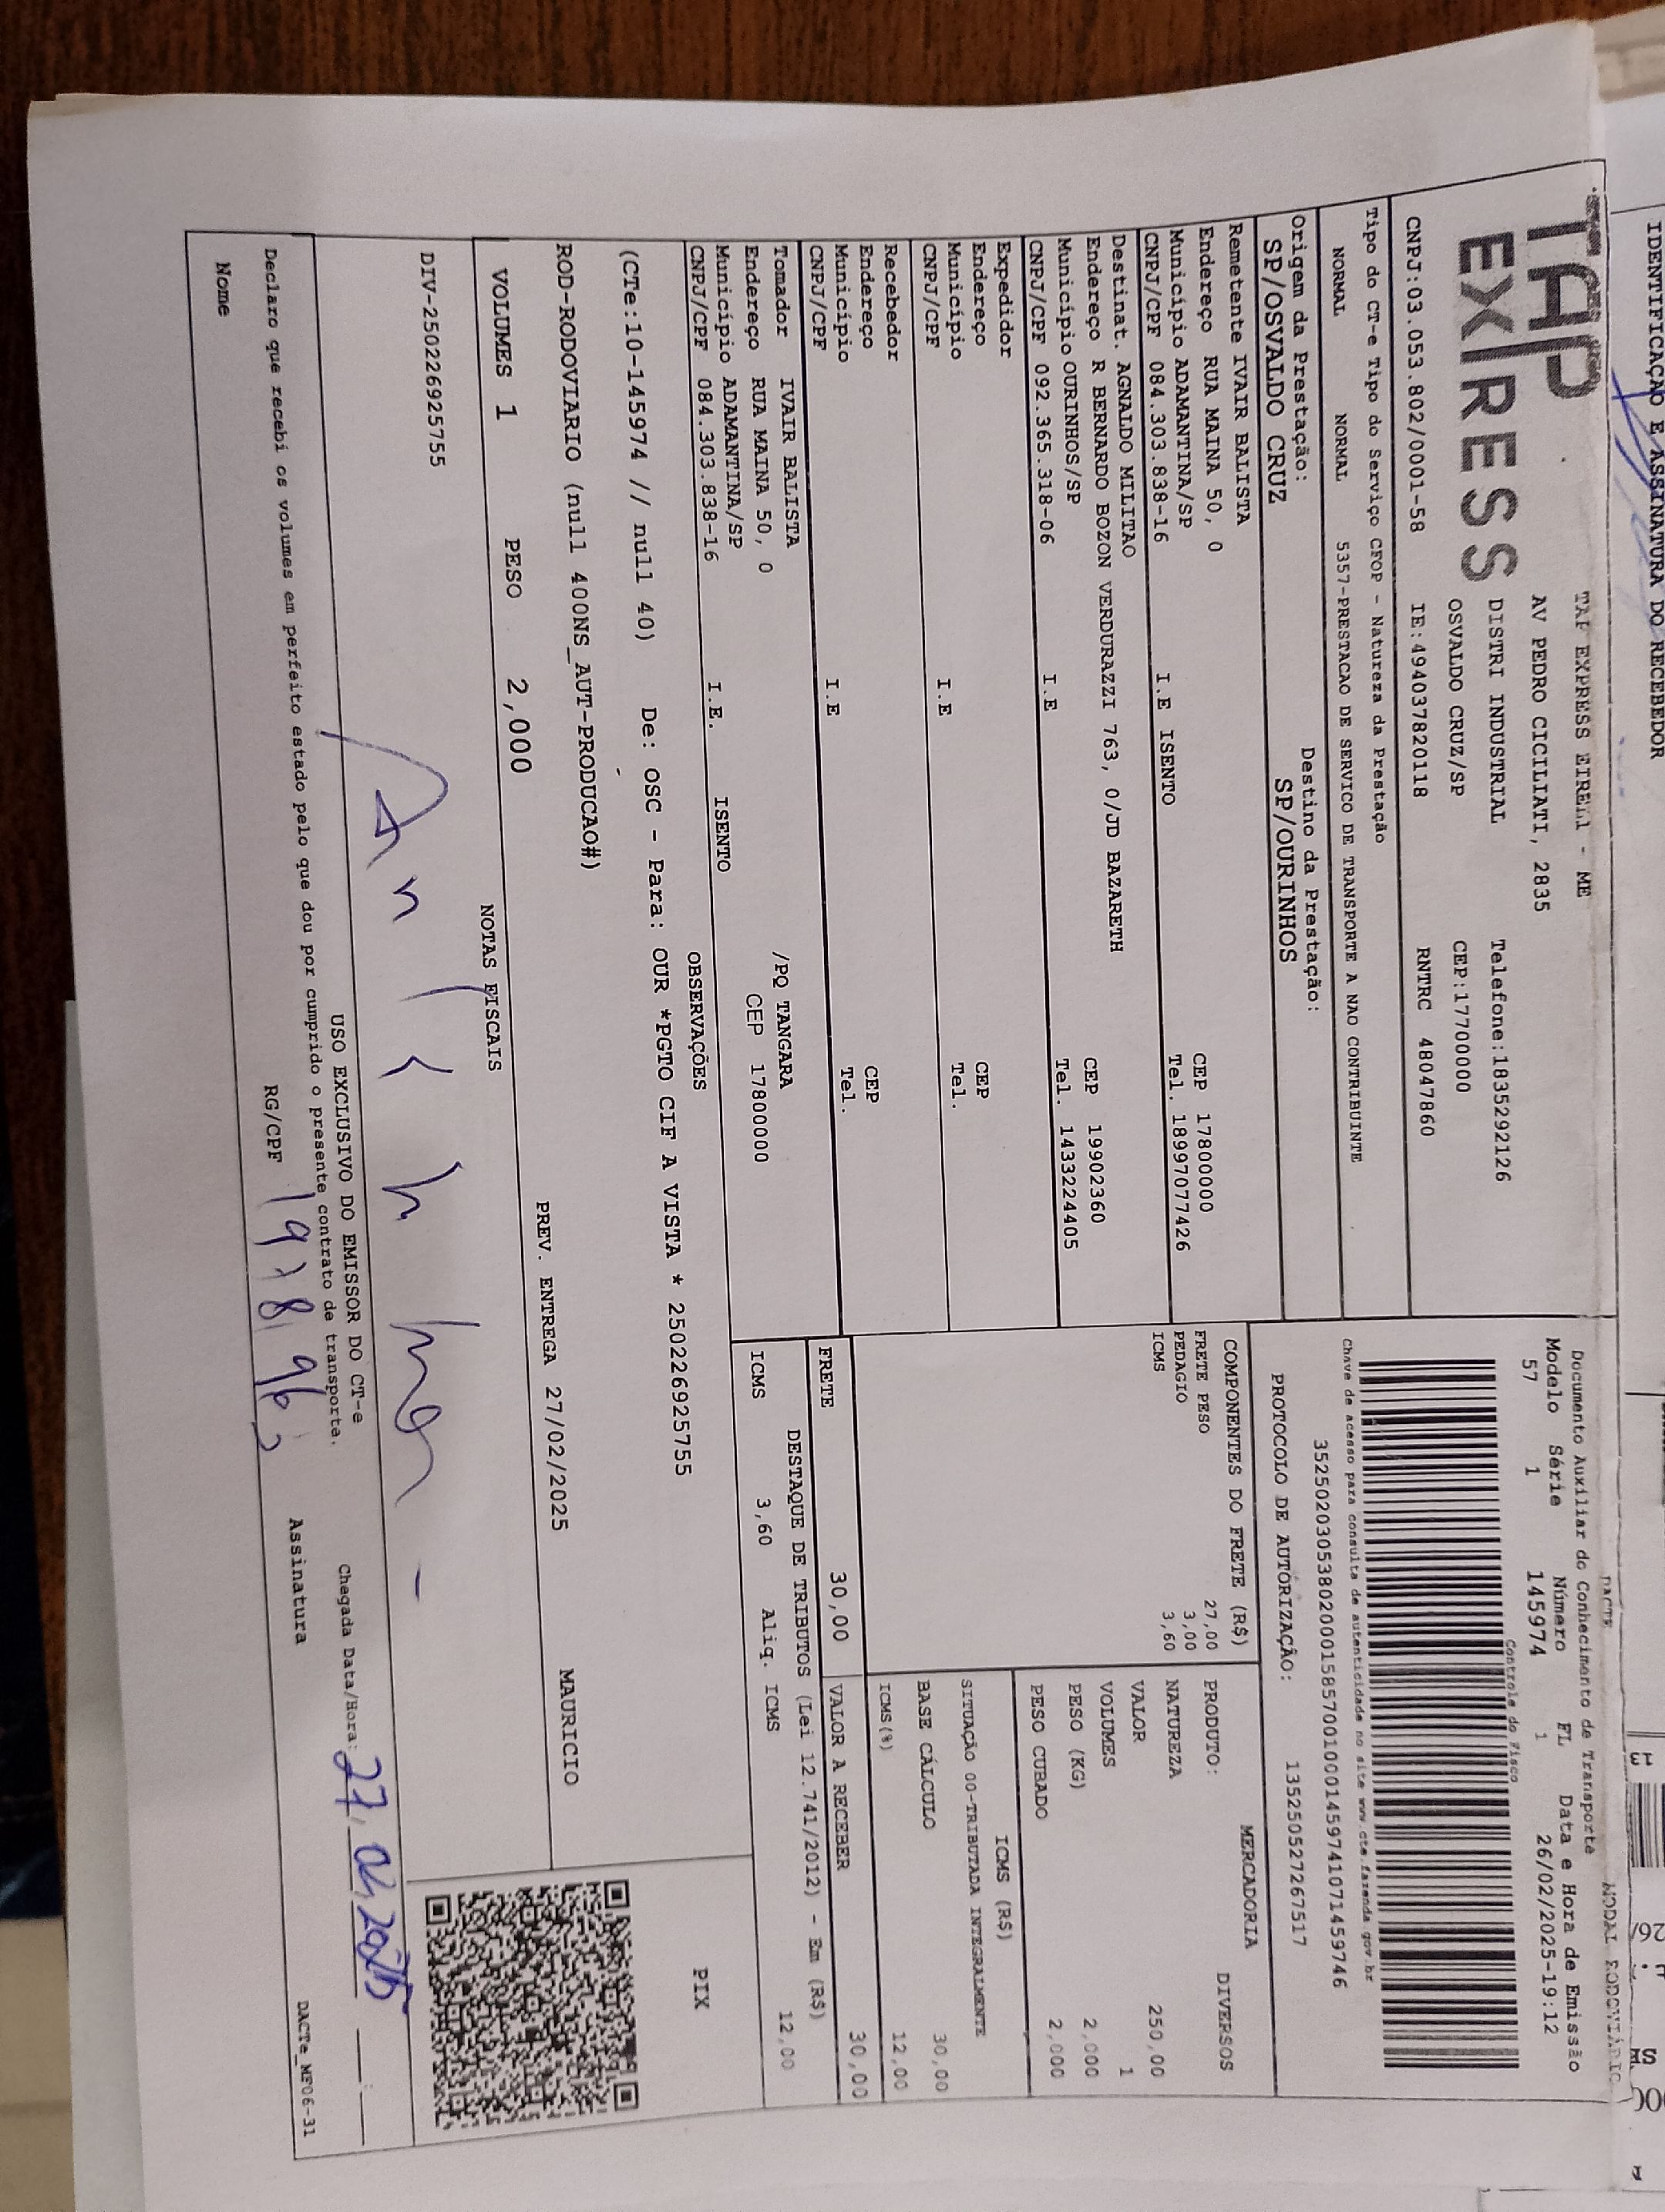 IDENTIFICAÇÃO E ASSINATURA DO RECEBEDOR
DACTE
MODAL RODOVIÁRIO
TAP
EXPRESS
TAP EXPRESS EIRELI - ME
AV PEDRO CICILIATI, 2835
DISTRI INDUSTRIAL Telefone:1835292126
OSVALDO CRUZ/SP CEP:17700000
CNPJ:03.053.802/0001-58 IE:494037820118 RNTRC 48047860
Documento Auxiliar do Conhecimento de Transporte
Modelo Série Número FL Data e Hora de Emissão
57 1 145974 1 26/02/2025-19:12
Controle do Fisco
Chave de acesso para consulta de autenticidade no site www.cte.fazenda.gov.br
35250203053802000158570010001459741071459746
PROTOCOLO DE AUTORIZAÇÃO: 135250527267517
Tipo do CT-e Tipo do Serviço CFOP - Natureza da Prestação
NORMAL NORMAL 5357-PRESTACAO DE SERVICO DE TRANSPORTE A NAO CONTRIBUINTE
Origem da Prestação: Destino da Prestação:
SP/OSVALDO CRUZ SP/OURINHOS
Remetente IVAIR BALISTA
Endereço RUA MAINA 50, 0 CEP 17800000
Município ADAMANTINA/SP Tel. 18997077426
CNPJ/CPF 084.303.838-16 I.E ISENTO
Destinat. AGNALDO MILITAO
Endereço R BERNARDO BOZON VERDURAZZI 763, 0/JD BAZARETH CEP 19902360
Município OURINHOS/SP Tel. 1433224405
CNPJ/CPF 092.365.318-06 I.E
Expedidor
Endereço CEP
Município Tel.
CNPJ/CPF I.E
Recebedor
Endereço CEP
Município Tel.
CNPJ/CPF I.E
Tomador IVAIR BALISTA
Endereço RUA MAINA 50, 0 /PQ TANGARA
Município ADAMANTINA/SP CEP 17800000
CNPJ/CPF 084.303.838-16 I.E. ISENTO
COMPONENTES DO FRETE (R$)
FRETE PESO 27,00
PEDAGIO 3,00
ICMS 3,60
MERCADORIA
PRODUTO: DIVERSOS
NATUREZA
VALOR 250,00
VOLUMES 1
PESO (KG) 2,000
PESO CUBADO 2,000
ICMS (R$)
SITUAÇÃO 00-TRIBUTADA INTEGRALMENTE
BASE CÁLCULO 30,00
ICMS(%) 12,00
FRETE 30,00 VALOR A RECEBER 30,00
DESTAQUE DE TRIBUTOS (Lei 12.741/2012) - Em (R$)
ICMS 3,60 Aliq. ICMS 12,00
OBSERVAÇÕES
(CTe:10-145974 // null 40) De: OSC - Para: OUR *PGTO CIF A VISTA * 2502269257​55
ROD-RODOVIARIO (null 400NS_AUT-PRODUCAO#)
PIX
VOLUMES 1 PESO 2,000 PREV. ENTREGA 27/02/2025 MAURICIO
NOTAS FISCAIS
DIV-250226925755
USO EXCLUSIVO DO EMISSOR DO CT-e
Chegada Data/Hora: 27/02/2025
Declaro que recebi os volumes em perfeito estado pelo que dou por cumprido o presente contrato de transporte.
Nome RG/CPF Assinatura
DACTe_MP06-31